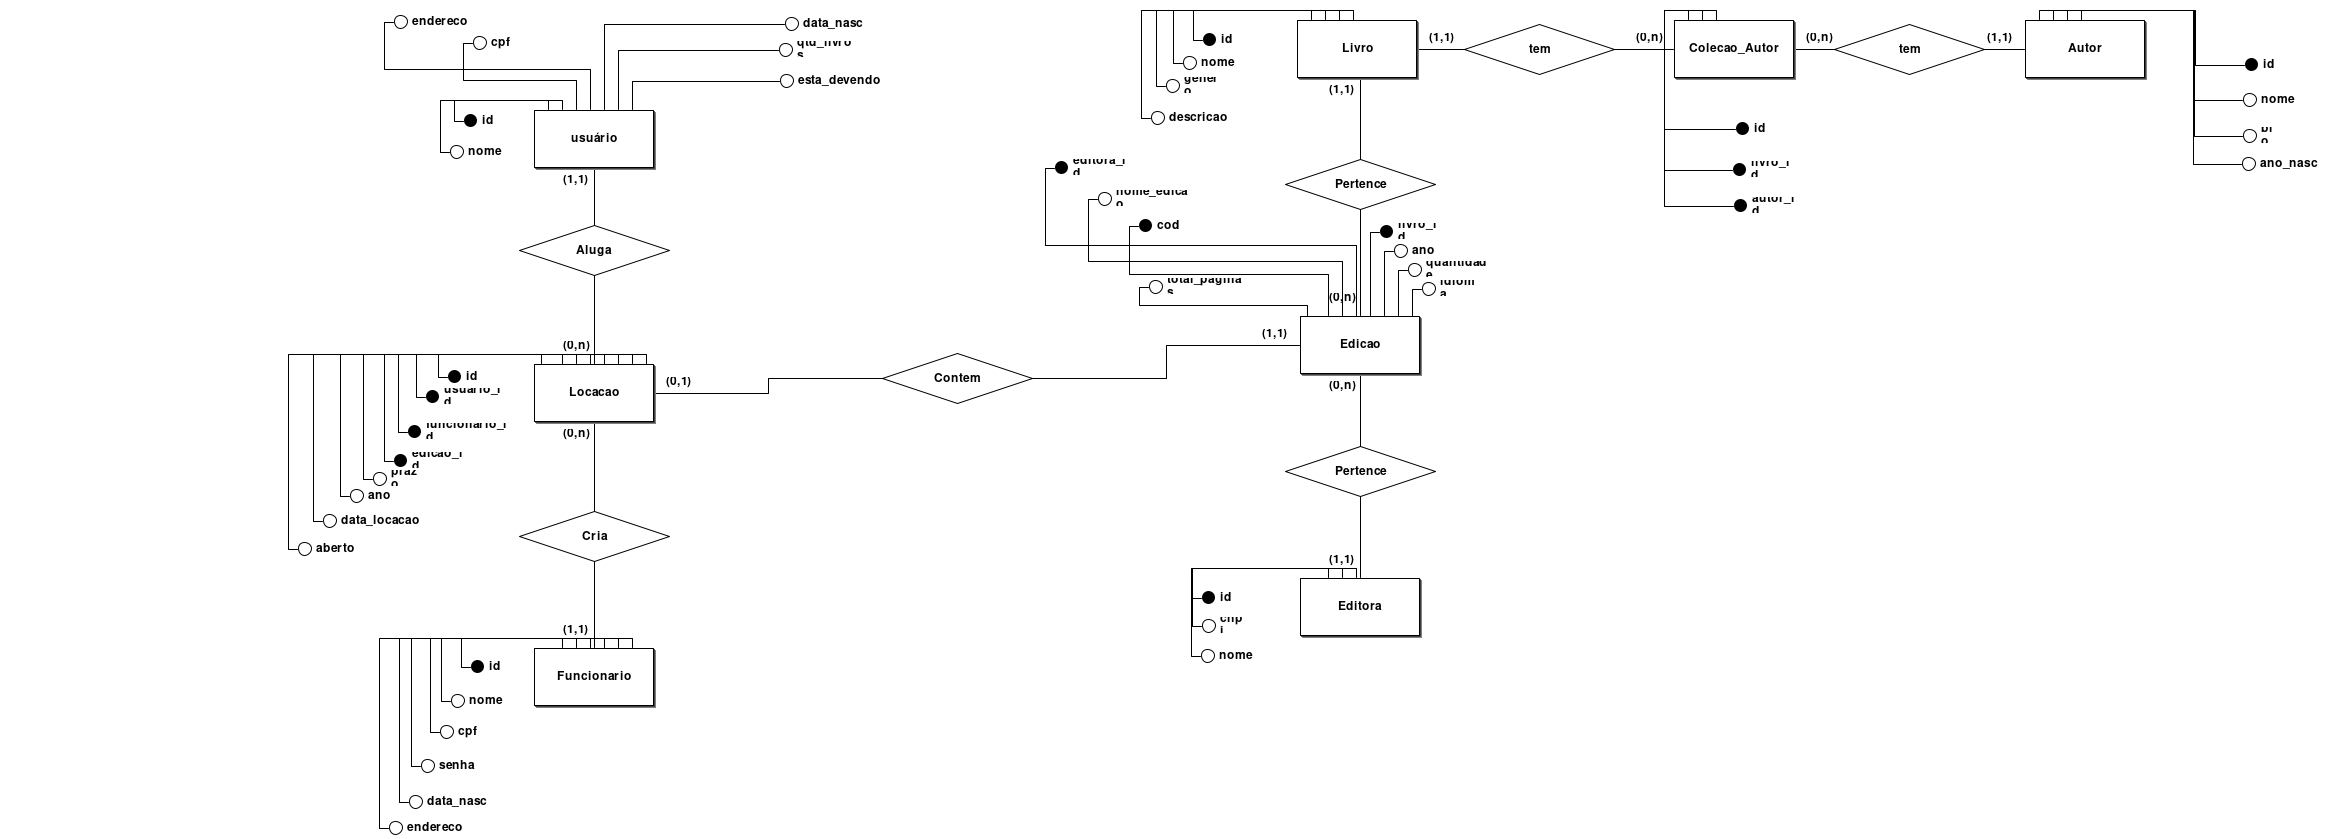 endereco
cpf
data_nasc
qtd_livro
s
esta_devendo
id
nome
usuário
(1,1)
Aluga
(0,n)
Locacao
(0,1)
(0,n)
id
usuario_i
d
funcionario_i
d
edicao_i
d
praz
o
ano
data_locacao
aberto
Cria
(1,1)
Funcionario
id
nome
cpf
senha
data_nasc
endereco
Contem
(1,1)
id
nome
gener
o
descricao
Livro
(1,1)
tem
(0,n)
Colecao_Autor
(0,n)
tem
(1,1)
Autor
id
nome
bi
o
ano_nasc
id
livro_i
d
autor_i
d
(1,1)
Pertence
editora_i
d
nome_edica
o
cod
total_pagina
s
livro_i
d
ano
quantidad
e
idiom
a
(0,n)
Edicao
(0,n)
Pertence
(1,1)
Editora
id
cnp
j
nome